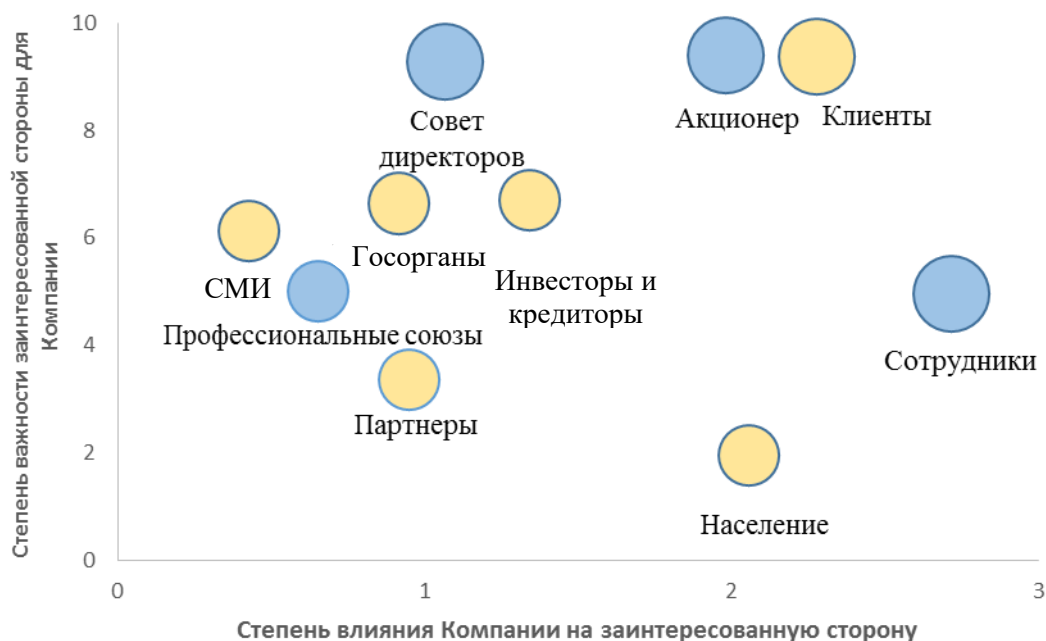 Степень важности заинтересованной стороны для
Компании
10
8
6
4
2
0
Совет
директоров
Акционер
Клиенты
СМИ
Госорганы
Инвесторы и
кредиторы
Профессиональные союзы
Сотрудники
Партнеры
Население
0
1
2
3
Степень влияния Компании на заинтересованную сторону